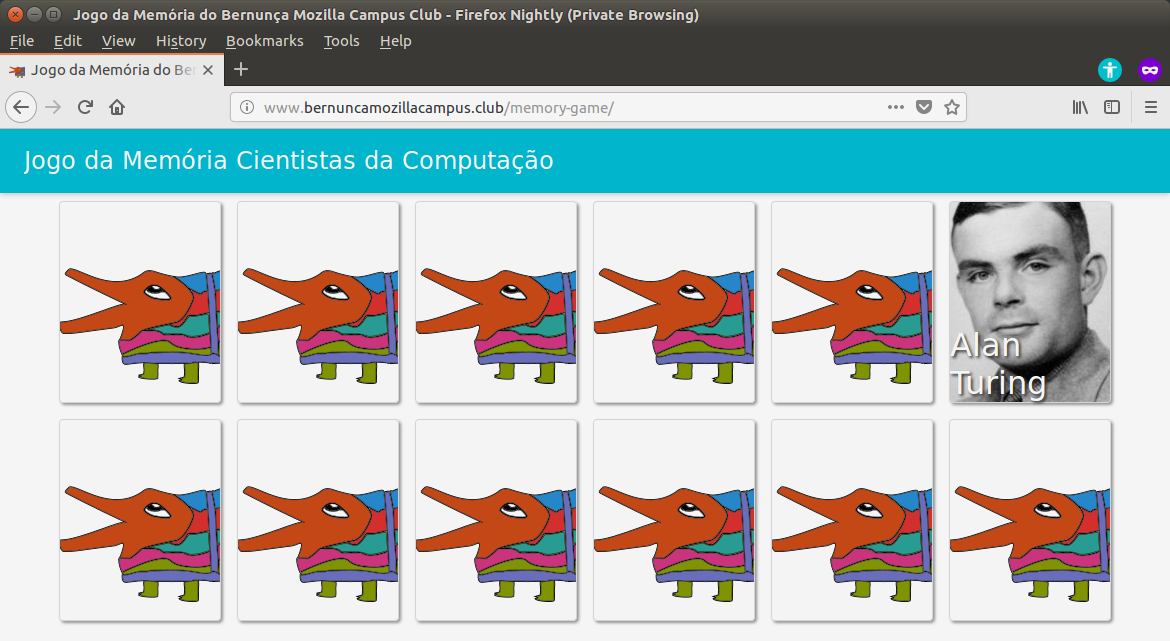 Jogo da Memória do Bernunça Mozilla Campus Club - Firefox Nightly (Private Browsing)
File Edit View History Bookmarks Tools Help
Jogo da Memória do Ber
www.bernuncamozillacampus.club/memory-game/
Jogo da Memória Cientistas da Computação
Alan
Turing